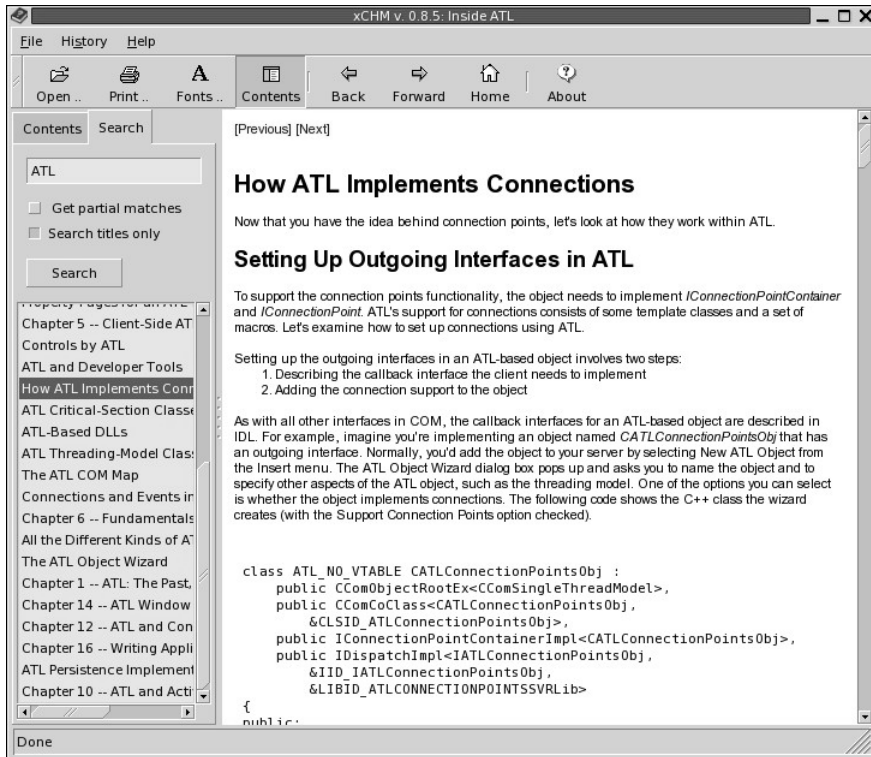 xCHM v. 0.8.5: Inside ATL
File History Help
Open .. Print .. Fonts .. Contents Back Forward Home About
Contents Search
ATL
Get partial matches
Search titles only
Search
Chapter 5 -- Client-Side AT
Controls by ATL
ATL and Developer Tools
How ATL Implements Conn
ATL Critical-Section Classe
ATL-Based DLLs
ATL Threading-Model Clas
The ATL COM Map
Connections and Events in
Chapter 6 -- Fundamentals
All the Different Kinds of AT
The ATL Object Wizard
Chapter 1 -- ATL: The Past,
Chapter 14 -- ATL Window
Chapter 12 -- ATL and Con
Chapter 16 -- Writing Appli
ATL Persistence Implement
Chapter 10 -- ATL and Acti
[Previous] [Next]
How ATL Implements Connections
Now that you have the idea behind connection points, let's look at how they work within ATL.
Setting Up Outgoing Interfaces in ATL
To support the connection points functionality, the object needs to implement IConnectionPointContainer
and IConnectionPoint. ATL's support for connections consists of some template classes and a set of
macros. Let's examine how to set up connections using ATL.
Setting up the outgoing interfaces in an ATL-based object involves two steps:
1. Describing the callback interface the client needs to implement
2. Adding the connection support to the object
As with all other interfaces in COM, the callback interfaces for an ATL-based object are described in
IDL. For example, imagine you're implementing an object named CATLConnectionPointsObj that has
an outgoing interface. Normally, you'd add the object to your server by selecting New ATL Object from
the Insert menu. The ATL Object Wizard dialog box pops up and asks you to name the object and to
specify other aspects of the ATL object, such as the threading model. One of the options you can select
is whether the object implements connections. The following code shows the C++ class the wizard
creates (with the Support Connection Points option checked).
class ATL_NO_VTABLE CATLConnectionPointsObj :
public CComObjectRootEx<CComSingleThreadModel>,
public CComCoClass<CATLConnectionPointsObj,
&CLSID_ATLConnectionPointsObj>,
public IConnectionPointContainerImpl<CATLConnectionPointsObj>,
public IDispatchImpl<IATLConnectionPointsObj,
&IID_IATLConnectionPointsObj,
&LIBID_ATLCONNECTIONPOINTSSVRLib>
{
public:
Done